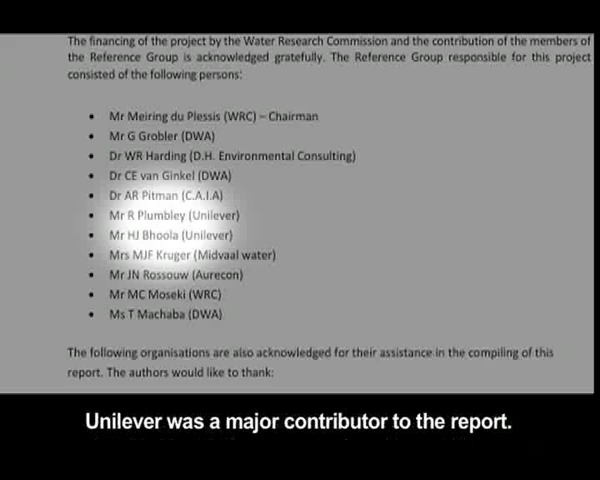 The financing of the project by the Water Research Commission and the contribution of the members of
the Reference Group is acknowledged gratefully. The Reference Group responsible for this project
consisted of the following persons:
• Mr Meiring du Plessis (WRC) – Chairman
• Mr G Grobler (DWA)
• Dr WR Harding (D.H. Environmental Consulting)
• Dr CE van Ginkel (DWA)
• Dr AR Pitman (C.A.I.A)
• Mr R Plumbley (Unilever)
• Mr HJ Bhoola (Unilever)
• Mrs MJF Kruger (Midvaal water)
• Mr JN Rossouw (Aurecon)
• Mr MC Moseki (WRC)
• Ms T Machaba (DWA)
The following organisations are also acknowledged for their assistance in the compiling of this
report. The authors would like to thank:
Unilever was a major contributor to the report.